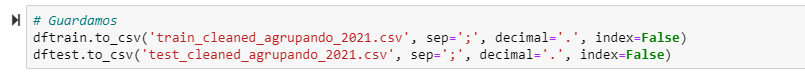 # Guardamos
dftrain.to_csv('train_cleaned_agrupando_2021.csv', sep=';', decimal='.', index=False)
dftest.to_csv('test_cleaned_agrupando_2021.csv', sep=';', decimal='.', index=False)